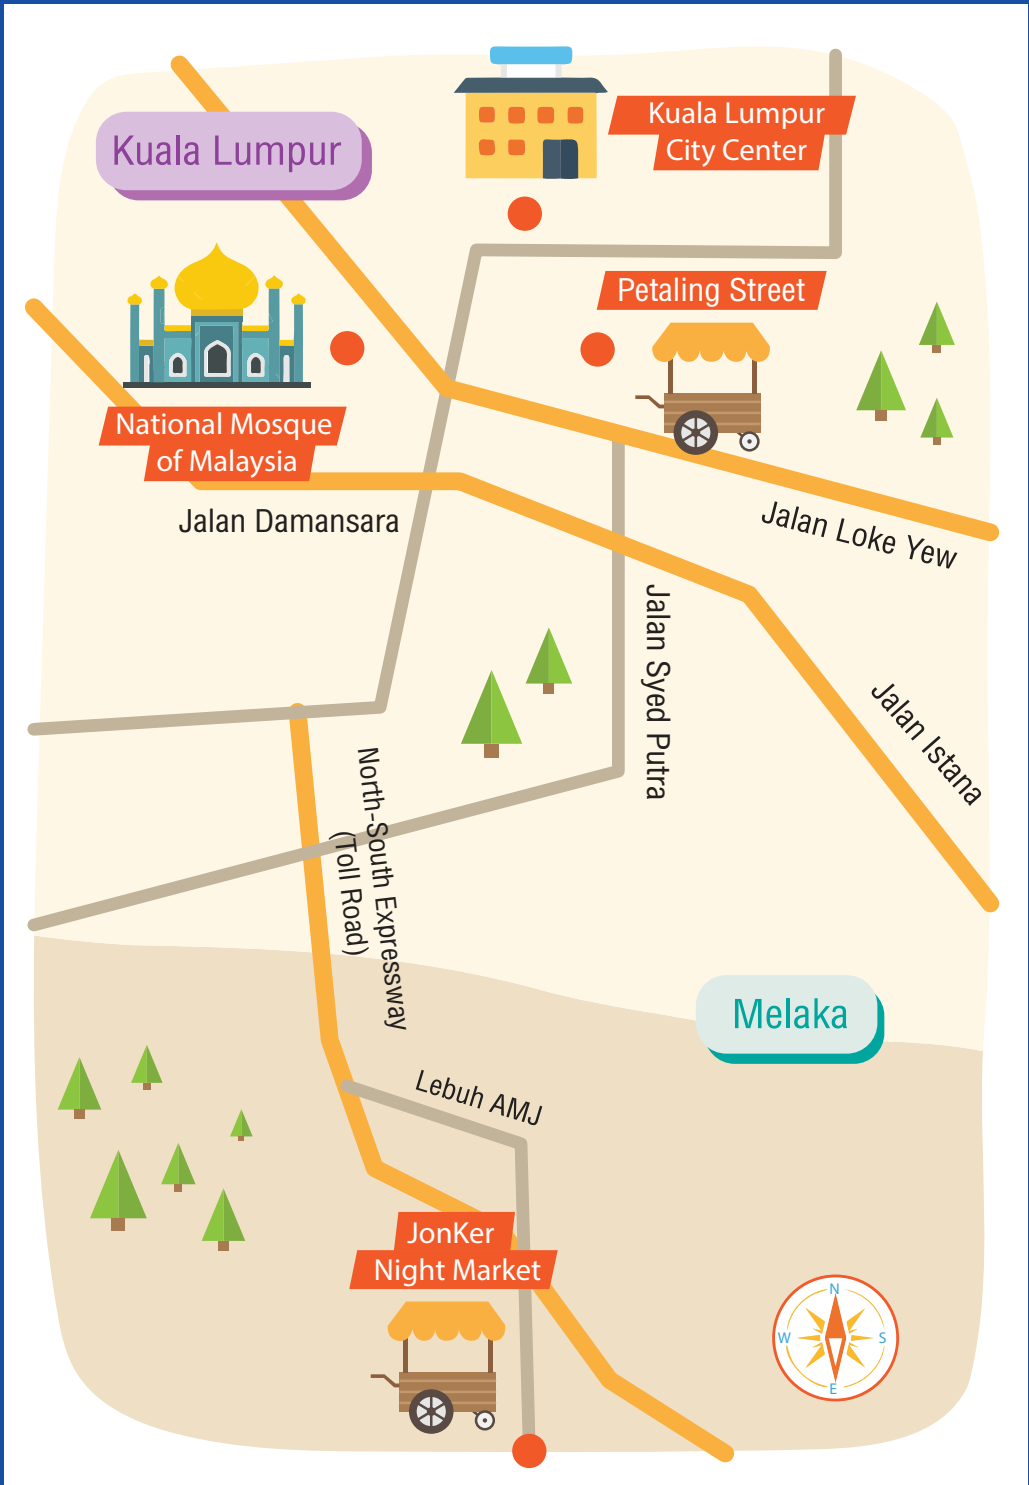 Kuala Lumpur
Kuala Lumpur
City Center
Petaling Street
National Mosque
of Malaysia
Jalan Damansara
Jalan Loke Yew
Jalan Syed Putra
Jalan Istana
North-South Expressway
(Toll Road)
Melaka
Lebuh AMJ
JonKer
Night Market
N
W
S
E